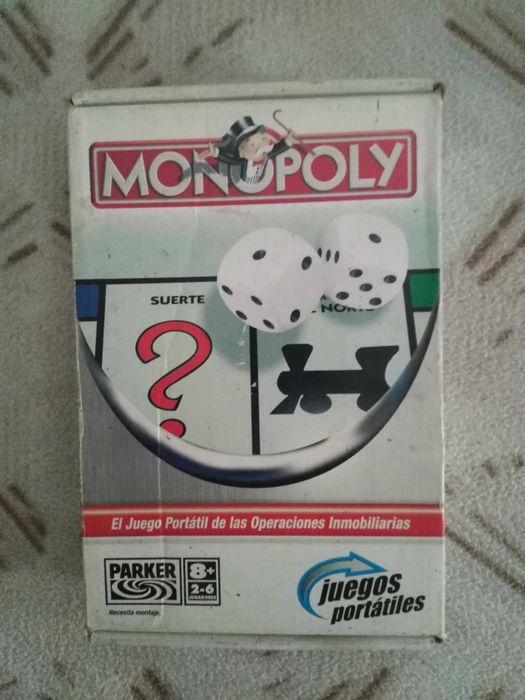 MONOPOLY
SUERTE
NORTE
El Juego Portátil de las Operaciones Inmobiliarias
PARKER
8+
2-6
JUGADORES
Necesita montaje.
juegos
portátiles